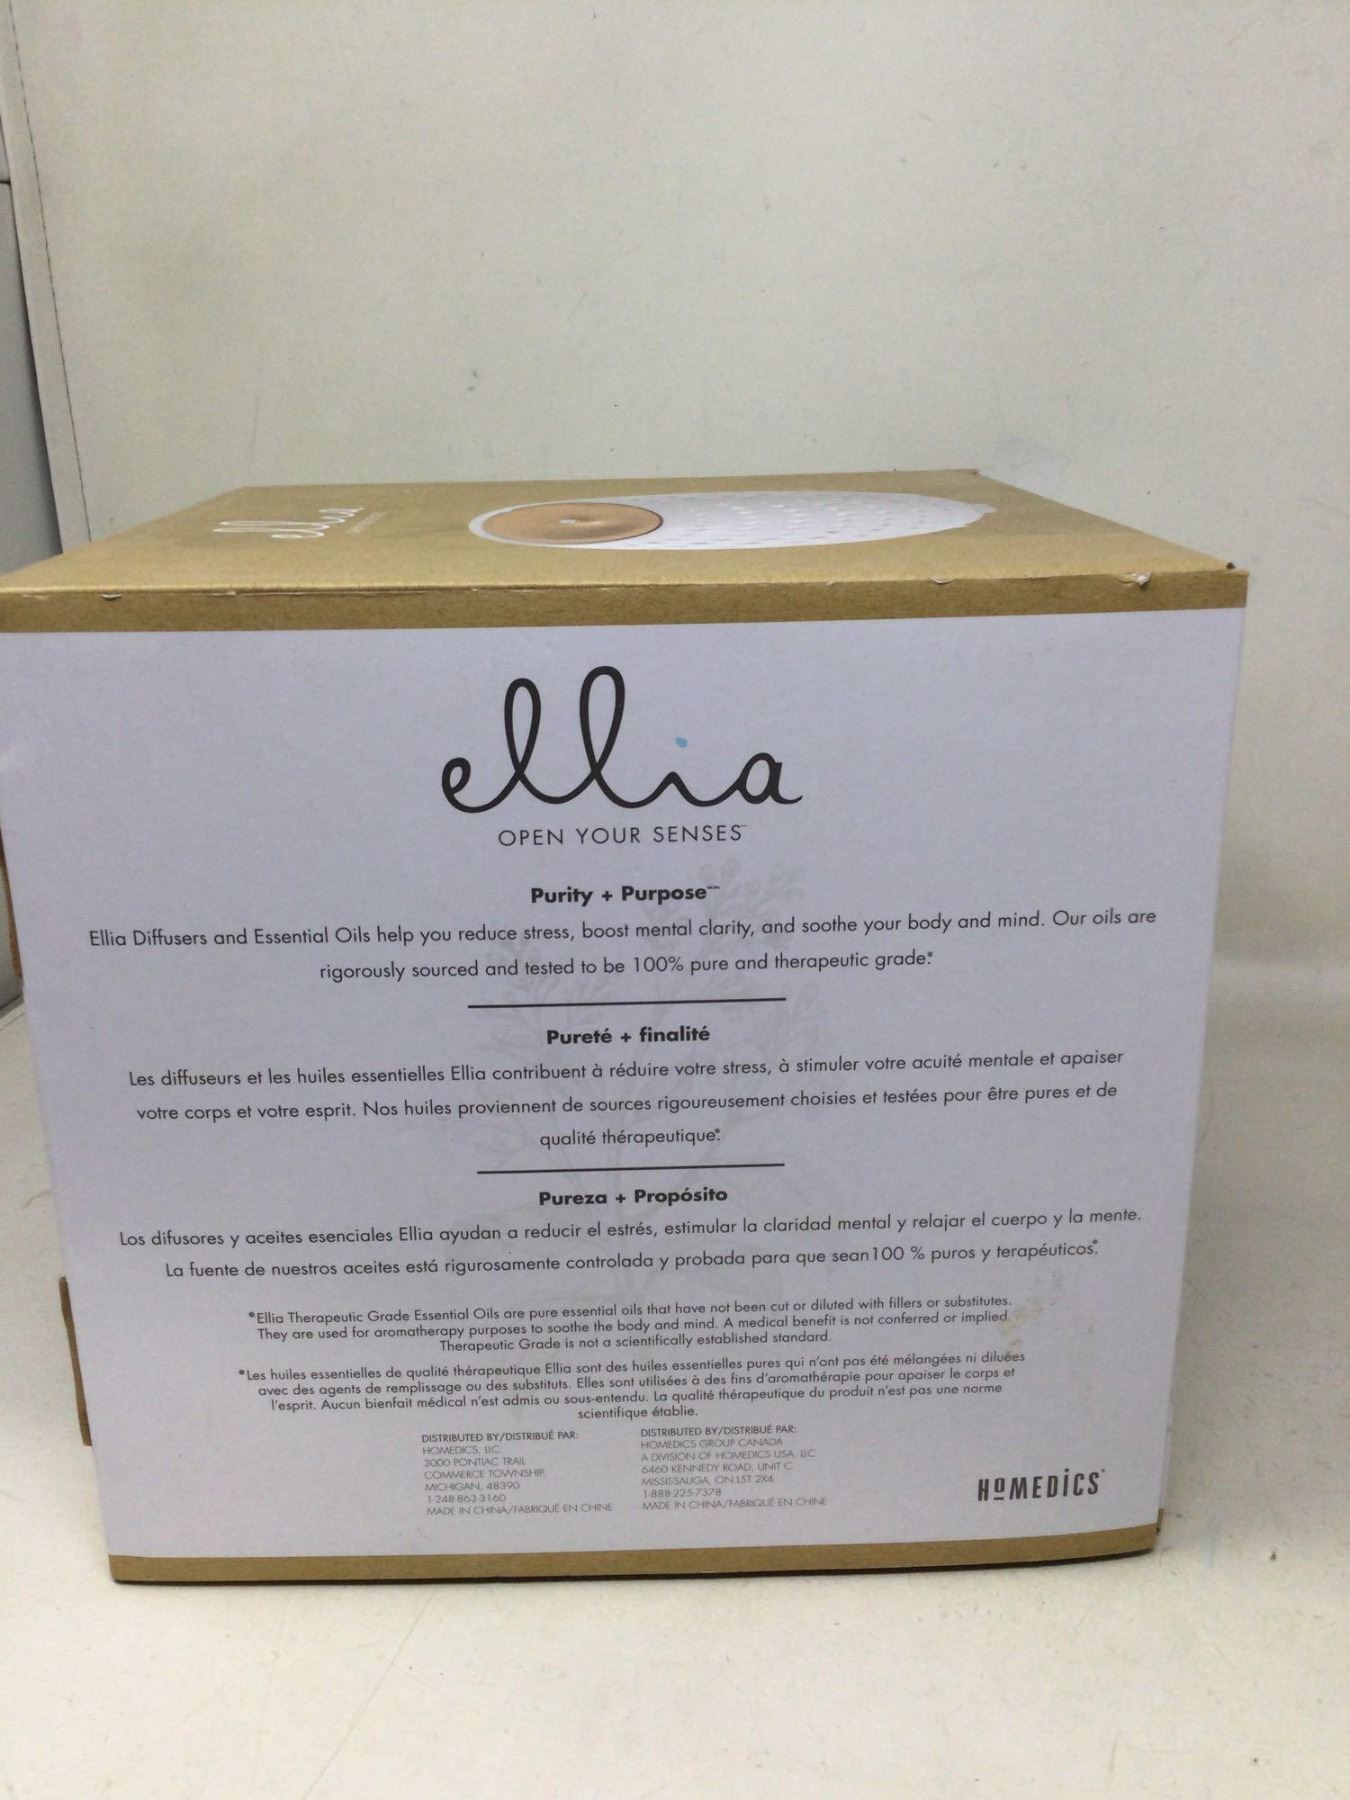 ellia
ellia
OPEN YOUR SENSES™
Purity + Purpose™
Ellia Diffusers and Essential Oils help you reduce stress, boost mental clarity, and soothe your body and mind. Our oils are
rigorously sourced and tested to be 100% pure and therapeutic grade.*
Pureté + finalité
Les diffuseurs et les huiles essentielles Ellia contribuent à réduire votre stress, à stimuler votre acuité mentale et apaiser
votre corps et votre esprit. Nos huiles proviennent de sources rigoureusement choisies et testées pour être pures et de
qualité thérapeutique*.
Pureza + Propósito
Los difusores y aceites esenciales Ellia ayudan a reducir el estrés, estimular la claridad mental y relajar el cuerpo y la mente.
La fuente de nuestros aceites está rigurosamente controlada y probada para que sean 100 % puros y terapéuticos*.
*Ellia Therapeutic Grade Essential Oils are pure essential oils that have not been cut or diluted with fillers or substitutes.
They are used for aromatherapy purposes to soothe the body and mind. A medical benefit is not conferred or implied.
Therapeutic Grade is not a scientifically established standard.
*Les huiles essentielles de qualité thérapeutique Ellia sont des huiles essentielles pures qui n'ont pas été mélangées ni diluées
avec des agents de remplissage ou des substituts. Elles sont utilisées à des fins d'aromathérapie pour apaiser le corps et
l'esprit. Aucun bienfait médical n'est admis ou sous-entendu. La qualité thérapeutique du produit n'est pas une norme
scientifique établie.
DISTRIBUTED BY/DISTRIBUÉ PAR:
HOMEDICS, LLC
3000 PONTIAC TRAIL
COMMERCE TOWNSHIP,
MICHIGAN, 48390
1-248-863-3160
MADE IN CHINA/FABRIQUÉ EN CHINE
DISTRIBUTED BY/DISTRIBUÉ PAR:
HOMEDICS GROUP CANADA
A DIVISION OF HOMEDICS USA, LLC
6460 KENNEDY ROAD, UNIT C
MISSISSAUGA, ON L5T 2X4
1-888-225-7378
MADE IN CHINA/FABRIQUÉ EN CHINE
HOMEDICS